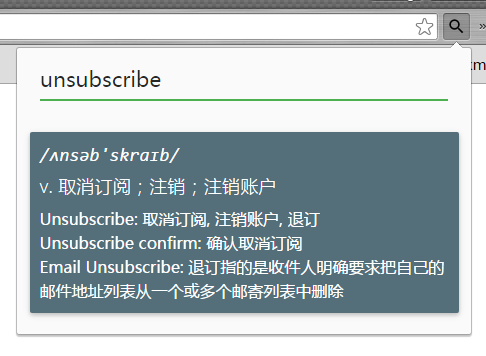 »
tm
unsubscribe
/ʌnsəbˈskraɪb/
v. 取消订阅；注销；注销账户
Unsubscribe: 取消订阅, 注销账户, 退订
Unsubscribe confirm: 确认取消订阅
Email Unsubscribe: 退订指的是收件人明确要求把自己的
邮件地址列表从一个或多个邮寄列表中删除